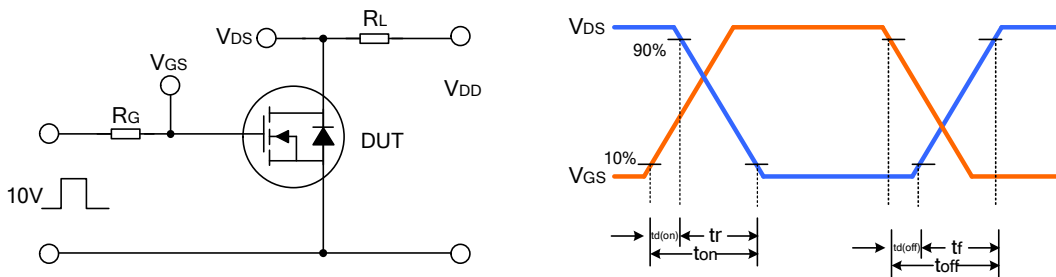 VDS
RL
VGS
VDD
RG
DUT
10V
VDS
90%
10%
VGS
td(on)
tr
ton
td(off)
tf
toff